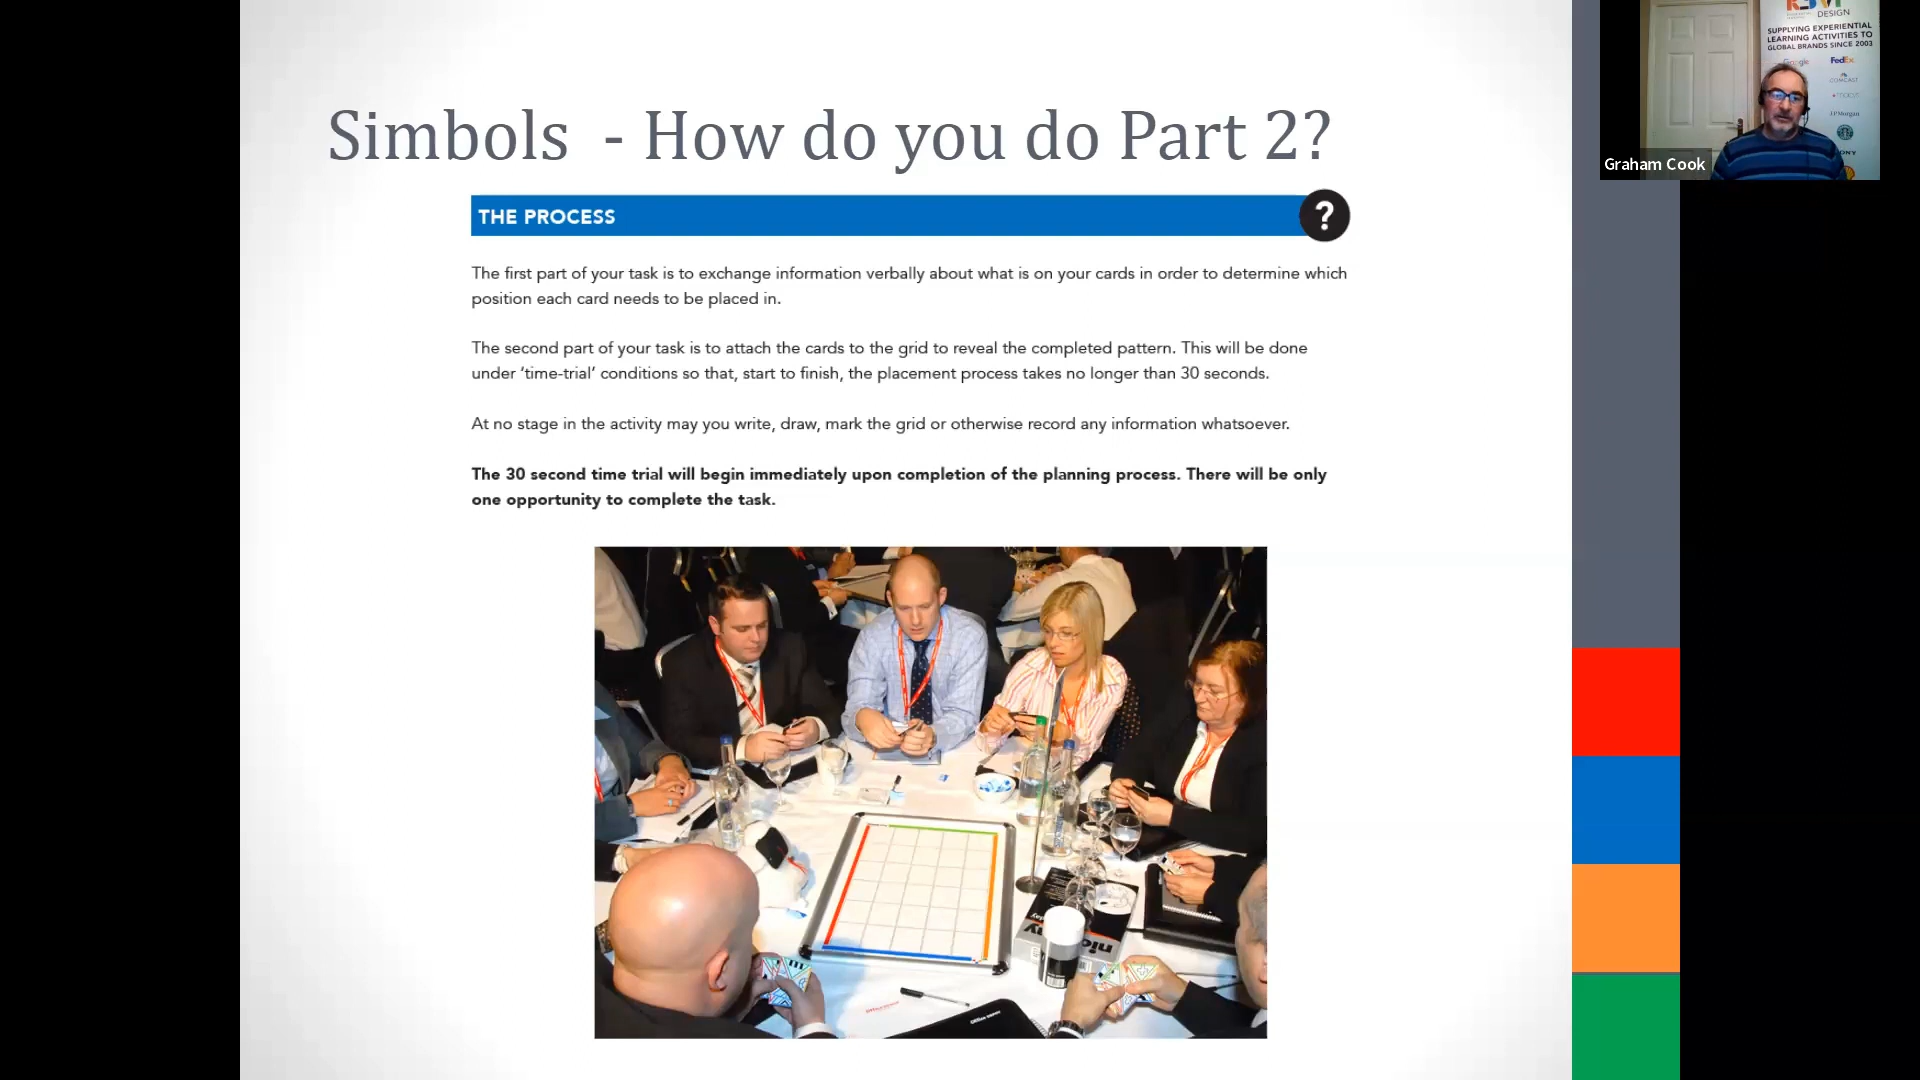 Simbols - How do you do Part 2?
THE PROCESS
?
The first part of your task is to exchange information verbally about what is on your cards in order to determine which
position each card needs to be placed in.
The second part of your task is to attach the cards to the grid to reveal the completed pattern. This will be done
under ‘time-trial’ conditions so that, start to finish, the placement process takes no longer than 30 seconds.
At no stage in the activity may you write, draw, mark the grid or otherwise record any information whatsoever.
The 30 second time trial will begin immediately upon completion of the planning process. There will be only
one opportunity to complete the task.
DESIGN
SUPPLYING EXPERIENTIAL
LEARNING ACTIVITIES TO
GLOBAL BRANDS SINCE 2003
Google
FedEx
COMCAST
J.P.Morgan
Graham Cook